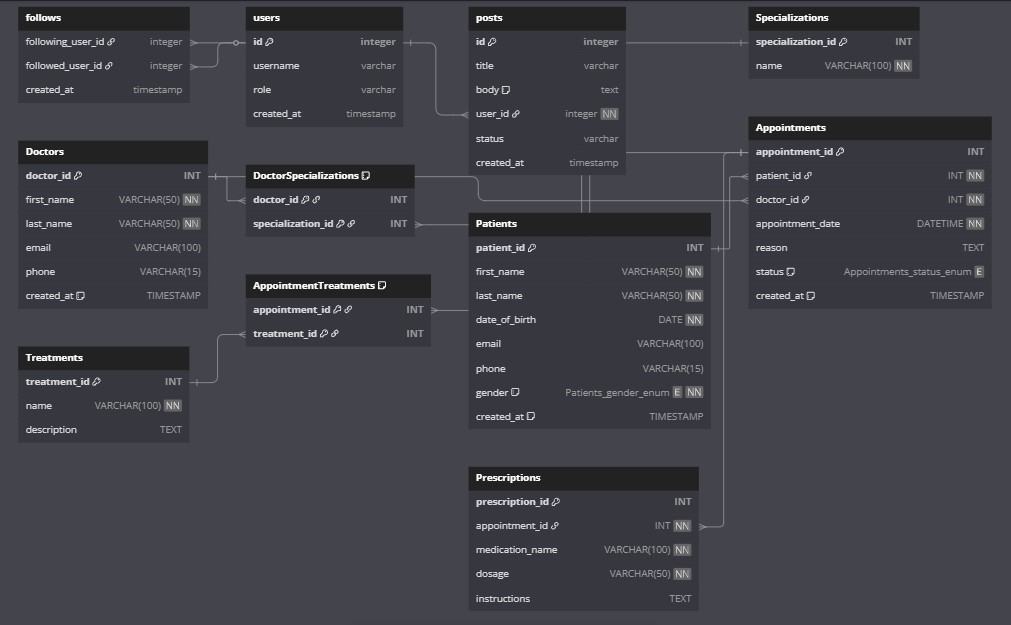 follows
following_user_id integer
followed_user_id integer
created_at timestamp
users
id integer
username varchar
role varchar
created_at timestamp
posts
id integer
title varchar
body text
user_id integer NN
status varchar
created_at timestamp
Specializations
specialization_id INT
name VARCHAR(100) NN
Doctors
doctor_id INT
first_name VARCHAR(50) NN
last_name VARCHAR(50) NN
email VARCHAR(100)
phone VARCHAR(15)
created_at TIMESTAMP
DoctorSpecializations
doctor_id INT
specialization_id INT
Appointments
appointment_id INT
patient_id INT NN
doctor_id INT NN
appointment_date DATETIME NN
reason TEXT
status Appointments_status_enum E
created_at TIMESTAMP
Patients
patient_id INT
first_name VARCHAR(50) NN
last_name VARCHAR(50) NN
date_of_birth DATE NN
email VARCHAR(100)
phone VARCHAR(15)
gender Patients_gender_enum E NN
created_at TIMESTAMP
AppointmentTreatments
appointment_id INT
treatment_id INT
Treatments
treatment_id INT
name VARCHAR(100) NN
description TEXT
Prescriptions
prescription_id INT
appointment_id INT NN
medication_name VARCHAR(100) NN
dosage VARCHAR(50) NN
instructions TEXT